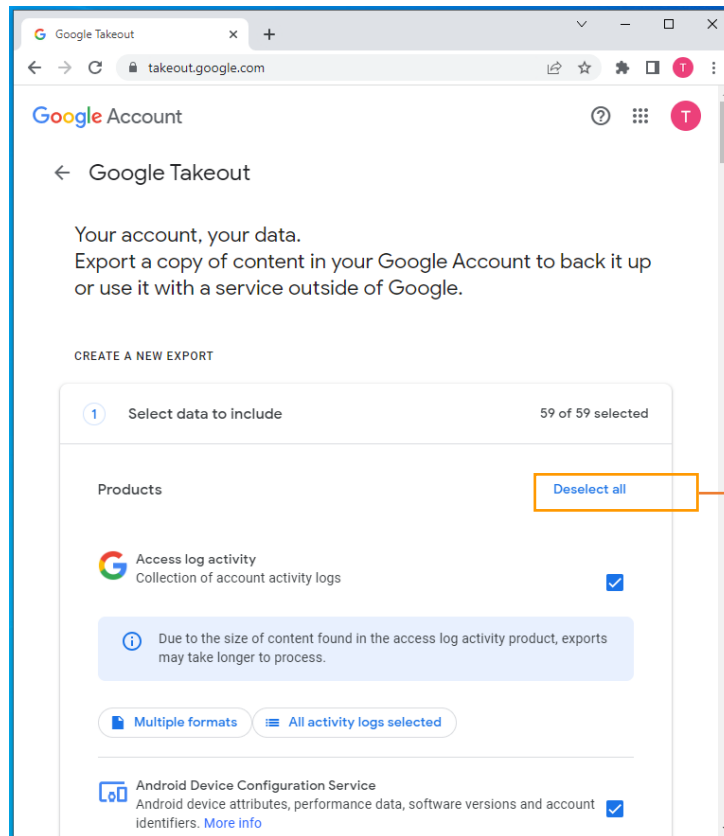 Google Takeout
takeout.google.com
T
Google Account
T
Google Takeout
Your account, your data.
Export a copy of content in your Google Account to back it up
or use it with a service outside of Google.
CREATE A NEW EXPORT
1 Select data to include 59 of 59 selected
Products Deselect all
Access log activity
Collection of account activity logs
Due to the size of content found in the access log activity product, exports
may take longer to process.
Multiple formats All activity logs selected
Android Device Configuration Service
Android device attributes, performance data, software versions and account
identifiers. More info